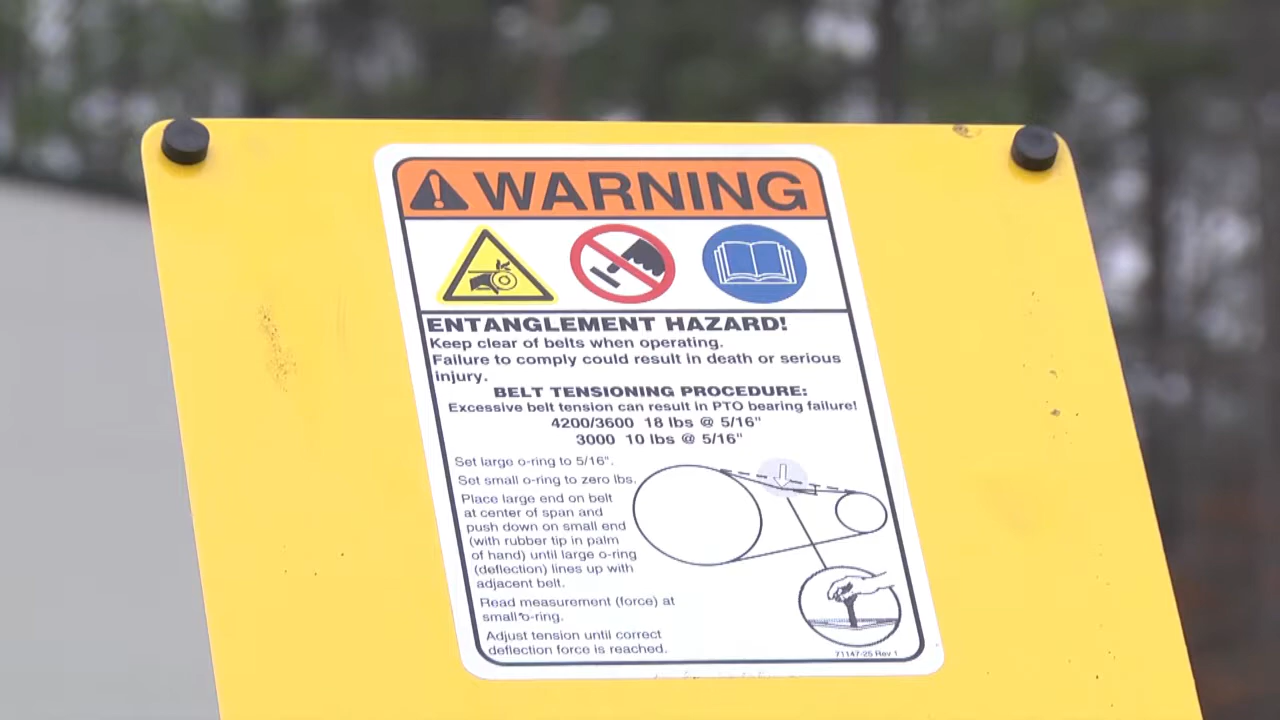 WARNING
ENTANGLEMENT HAZARD!
Keep clear of belts when operating.
Failure to comply could result in death or serious
injury.
BELT TENSIONING PROCEDURE:
Excessive belt tension can result in PTO bearing failure!
4200/3600 18 lbs @ 5/16"
3000 10 lbs @ 5/16"
Set large o-ring to 5/16".
Set small o-ring to zero lbs.
Place large end on belt
at center of span and
push down on small end
(with rubber tip in palm
of hand) until large o-ring
(deflection) lines up with
adjacent belt.
Read measurement (force) at
small o-ring.
Adjust tension until correct
deflection force is reached.
71147-25 Rev 1